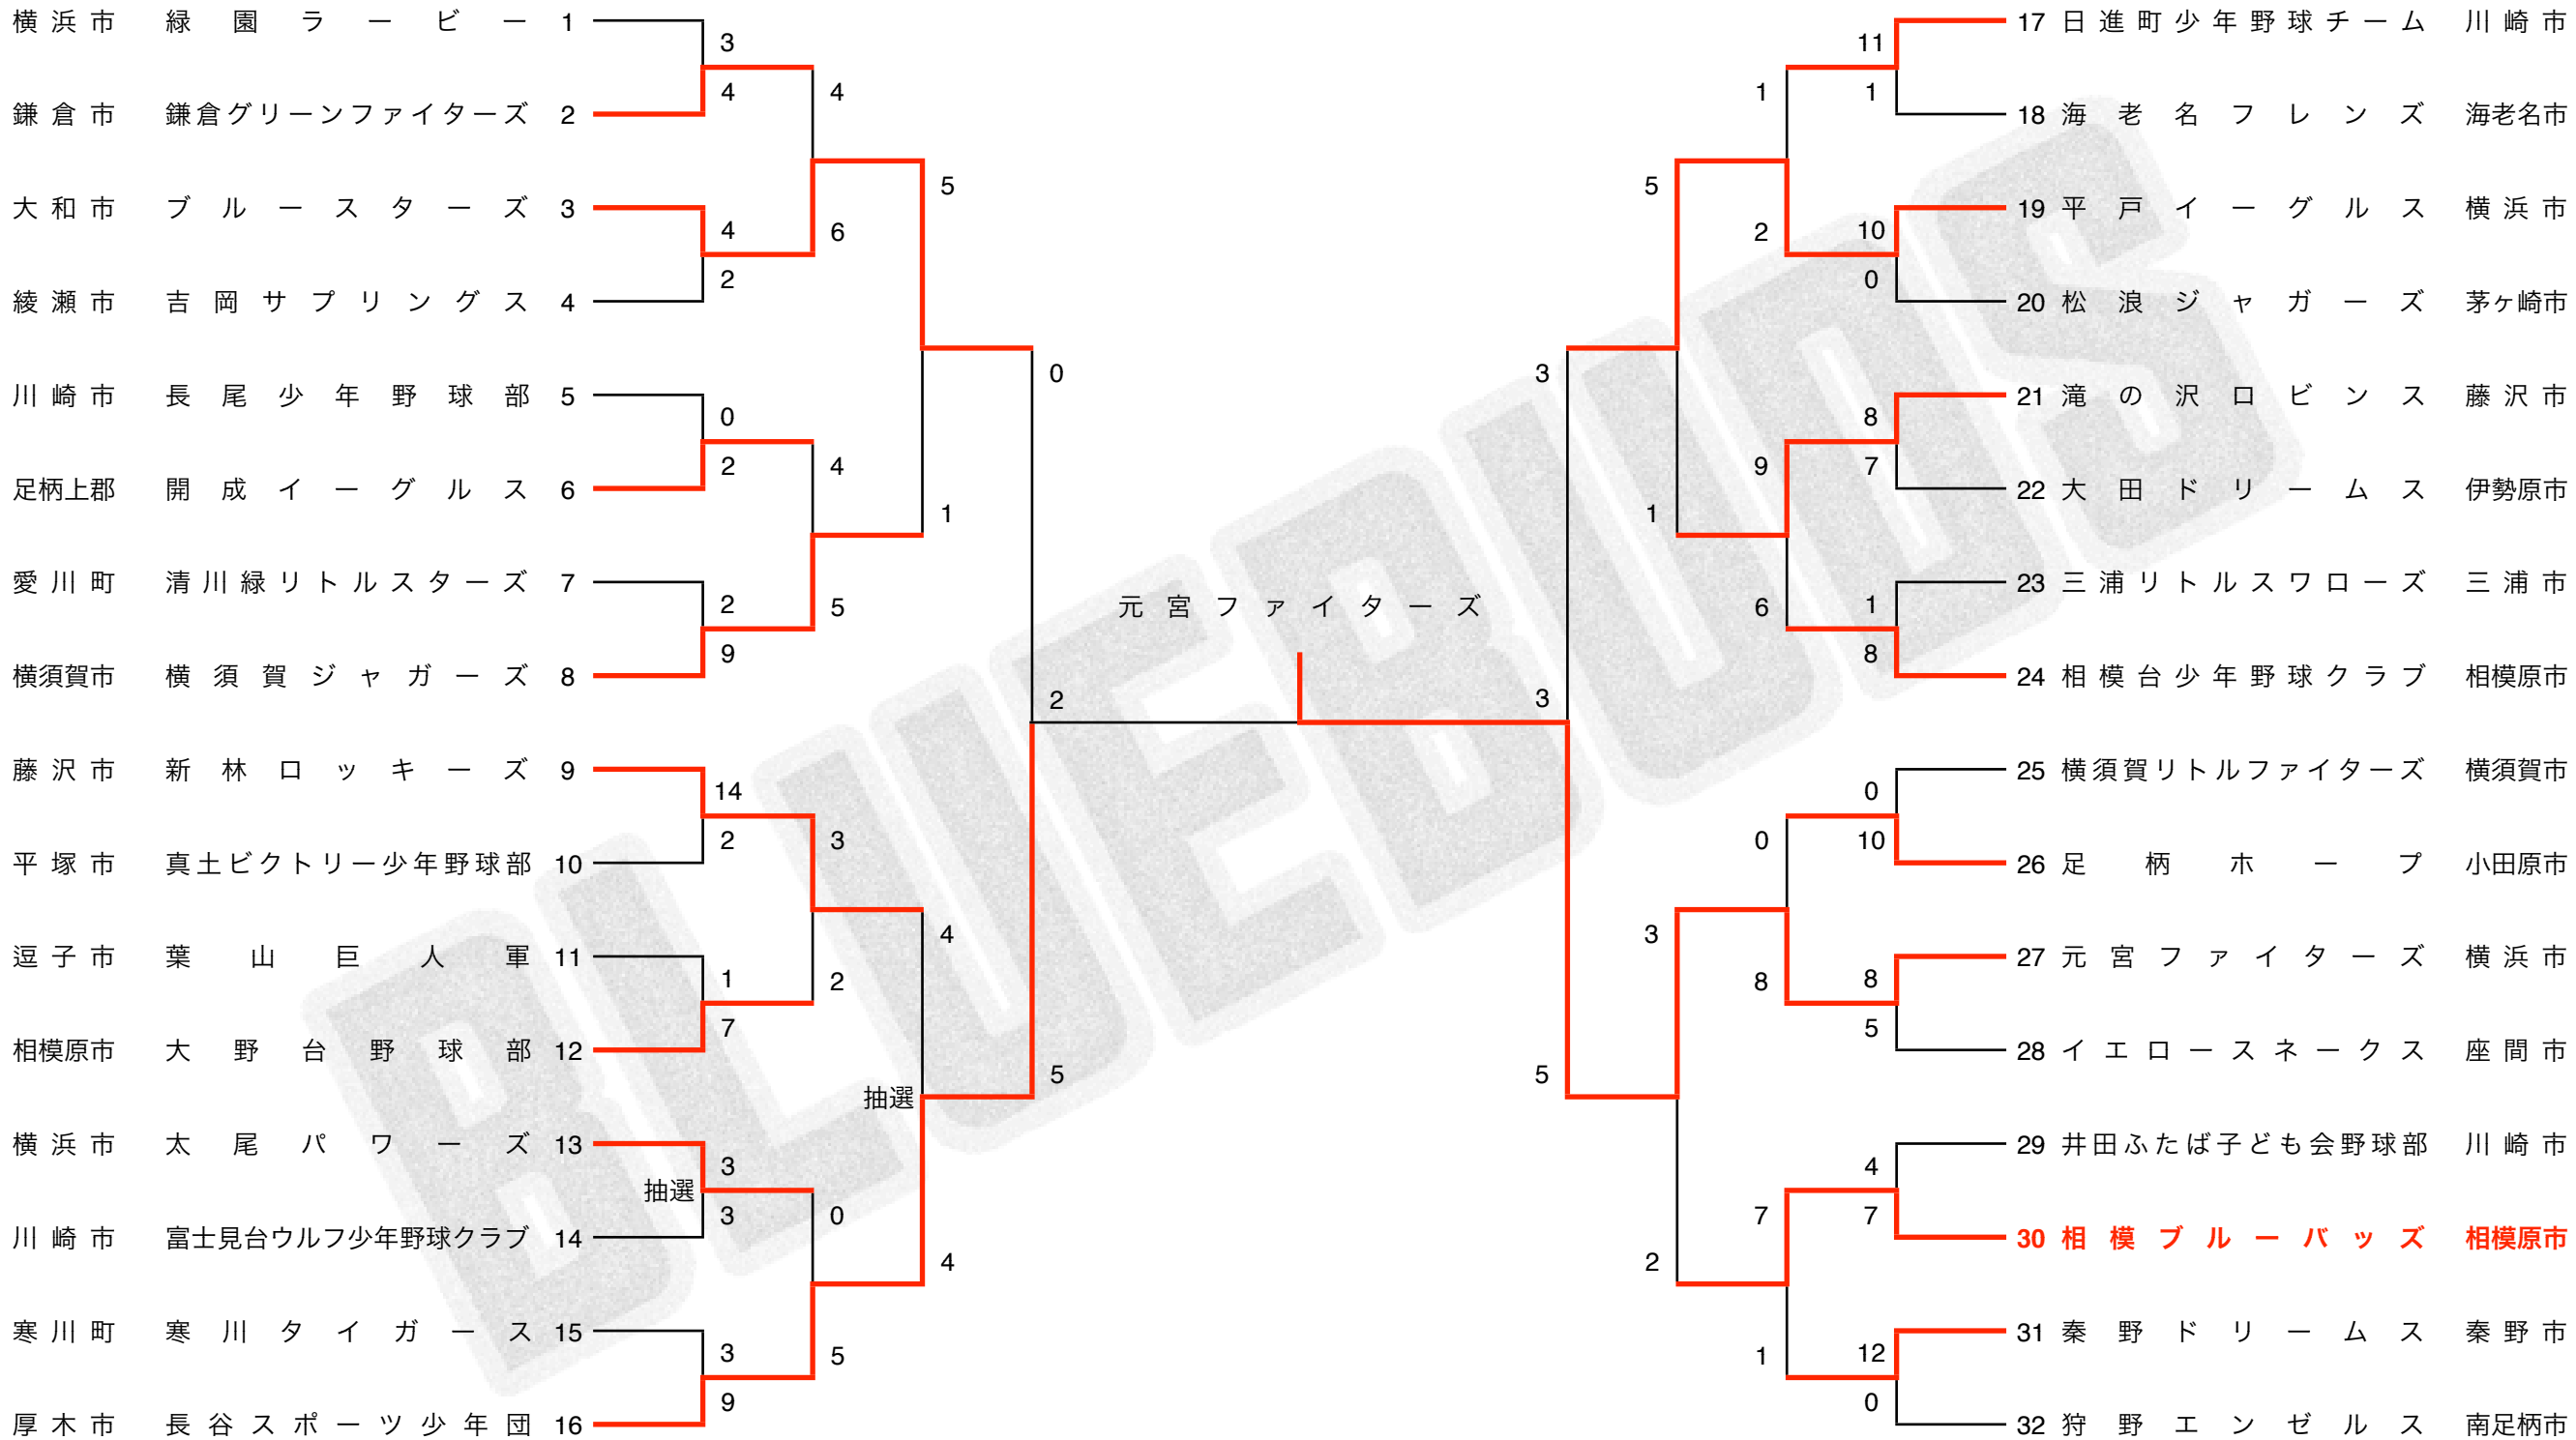 横浜市 緑園ラービー 1
3
4
鎌倉市 鎌倉グリーンファイターズ 2
4
大和市 ブルースターズ 3
4
2
6
綾瀬市 吉岡サプリングス 4
5
川崎市 長尾少年野球部 5
0
2
足柄上郡 開成イーグルス 6
4
愛川町 清川緑リトルスターズ 7
2
9
5
横須賀市 横須賀ジャガーズ 8
1
0
藤沢市 新林ロッキーズ 9
14
2
平塚市 真土ビクトリー少年野球部 10
3
逗子市 葉山巨人軍 11
1
7
2
相模原市 大野台野球部 12
4
横浜市 太尾パワーズ 13
3
抽選
3
川崎市 富士見台ウルフ少年野球クラブ 14
0
寒川町 寒川タイガース 15
3
9
5
厚木市 長谷スポーツ少年団 16
抽選
4
5
2
元宮ファイターズ
3
17 日進町少年野球チーム 川崎市
11
1
18 海老名フレンズ 海老名市
1
19 平戸イーグルス 横浜市
10
0
2
20 松浪ジャガーズ 茅ヶ崎市
5
21 滝の沢ロビンス 藤沢市
8
7
22 大田ドリームス 伊勢原市
9
23 三浦リトルスワローズ 三浦市
1
8
6
24 相模台少年野球クラブ 相模原市
1
3
25 横須賀リトルファイターズ 横須賀市
0
10
26 足柄ホープ 小田原市
0
27 元宮ファイターズ 横浜市
8
5
8
28 イエロースネークス 座間市
3
29 井田ふたば子ども会野球部 川崎市
4
7
30 相模ブルーバッズ 相模原市
7
31 秦野ドリームス 秦野市
12
0
1
32 狩野エンゼルス 南足柄市
2
5
BLUEBUDS